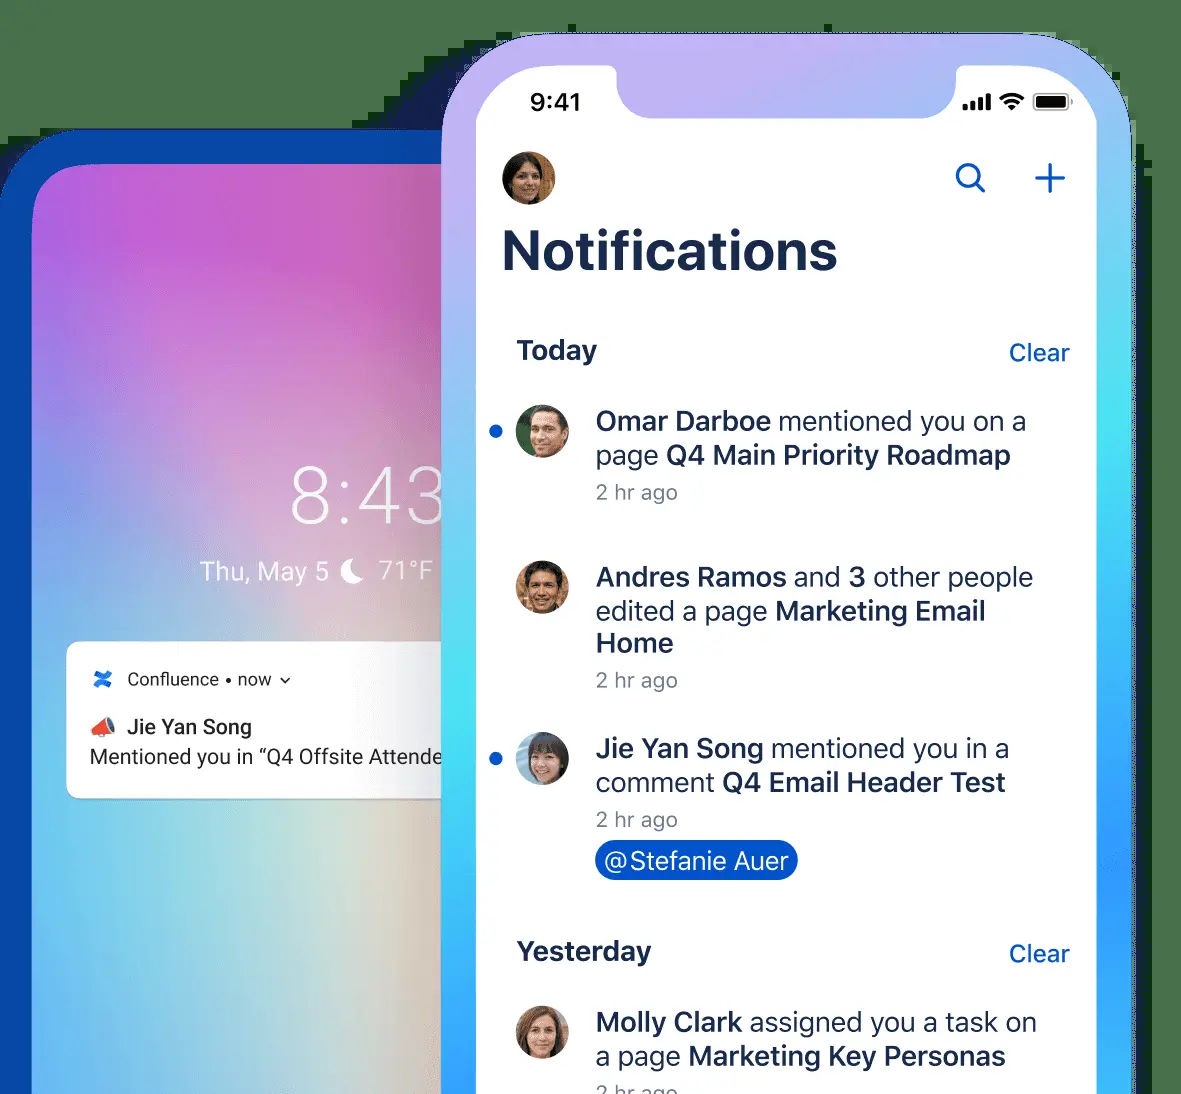 9:41
Notifications
Today
Clear
Omar Darboe mentioned you on a
page Q4 Main Priority Roadmap
2 hr ago
Andres Ramos and 3 other people
edited a page Marketing Email
Home
2 hr ago
Jie Yan Song mentioned you in a
comment Q4 Email Header Test
2 hr ago
@Stefanie Auer
Yesterday
Clear
Molly Clark assigned you a task on
a page Marketing Key Personas
2 hr ago
8:43
Thu, May 5 71°F
Confluence • now
Jie Yan Song
Mentioned you in “Q4 Offsite Attende